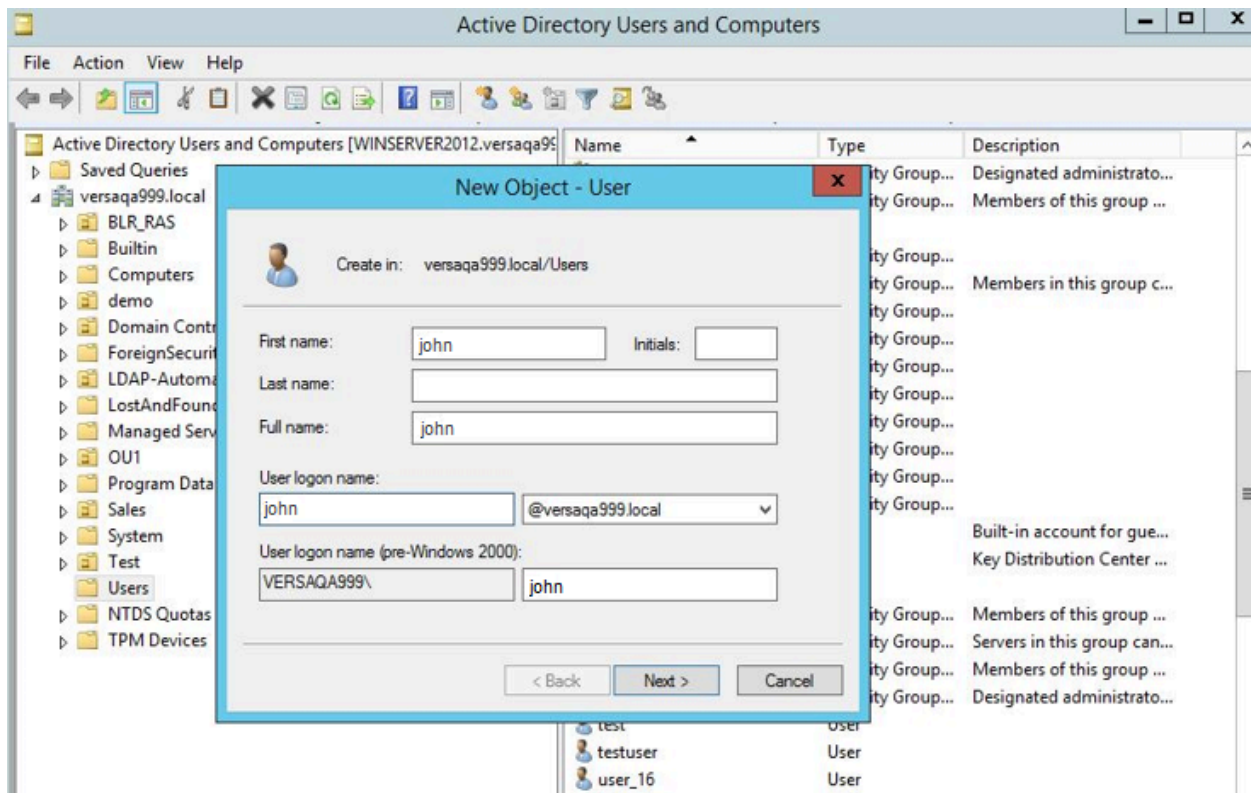 Active Directory Users and Computers
File Action View Help
Active Directory Users and Computers [WINSERVER2012.versaqa99
Saved Queries
versaqa999.local
BLR_RAS
Builtin
Computers
demo
Domain Contr
ForeignSecurit
LDAP-Automa
LostAndFound
Managed Serv
OU1
Program Data
Sales
System
Test
Users
NTDS Quotas
TPM Devices
Name Type Description
ity Group... Designated administrato...
ity Group... Members of this group ...
ity Group...
ity Group... Members in this group c...
ity Group...
ity Group...
ity Group...
ity Group...
ity Group...
ity Group...
ity Group...
ity Group...
Built-in account for gue...
Key Distribution Center ...
ity Group... Members of this group ...
ity Group... Servers in this group can...
ity Group... Members of this group ...
ity Group... Designated administrato...
test User
testuser User
user_16 User
New Object - User
Create in: versaqa999.local/Users
First name: john Initials:
Last name:
Full name: john
User logon name:
john @versaqa999.local
User logon name (pre-Windows 2000):
VERSAQA999\ john
< Back Next > Cancel